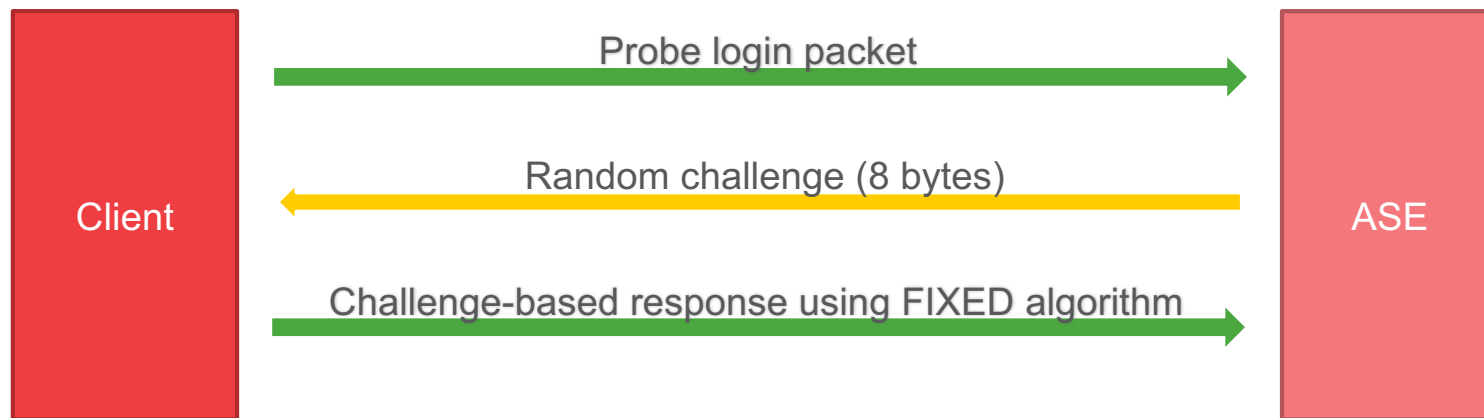 Probe login packet
Random challenge (8 bytes)
Client
ASE
Challenge-based response using FIXED algorithm